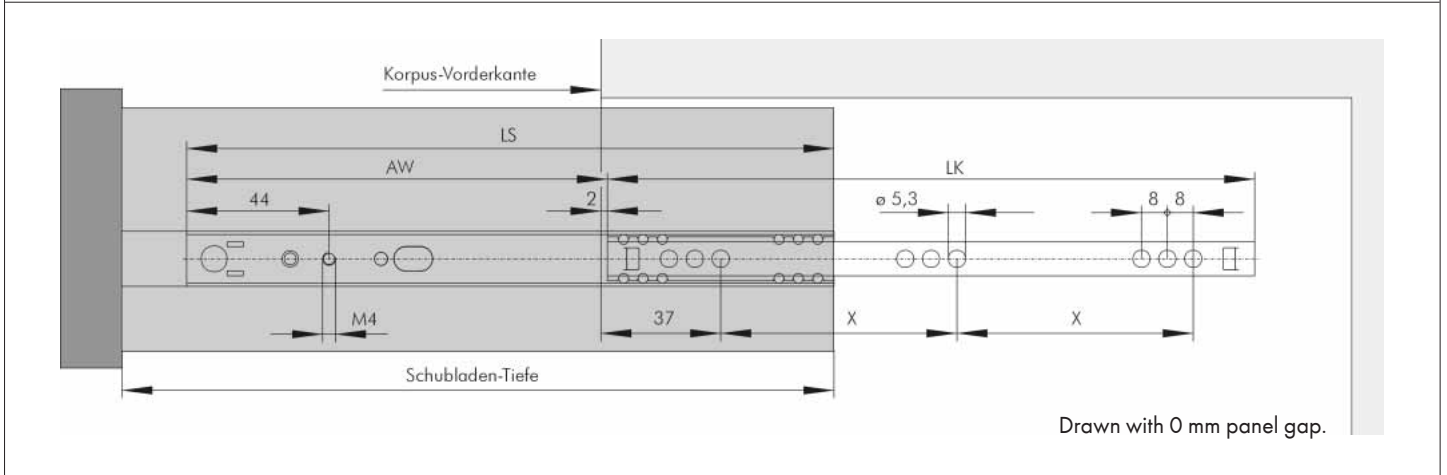 Korpus-Vorderkante
LS
AW
LK
44
2
ø 5,3
8 8
M4
37
X
X
Schubladen-Tiefe
Drawn with 0 mm panel gap.